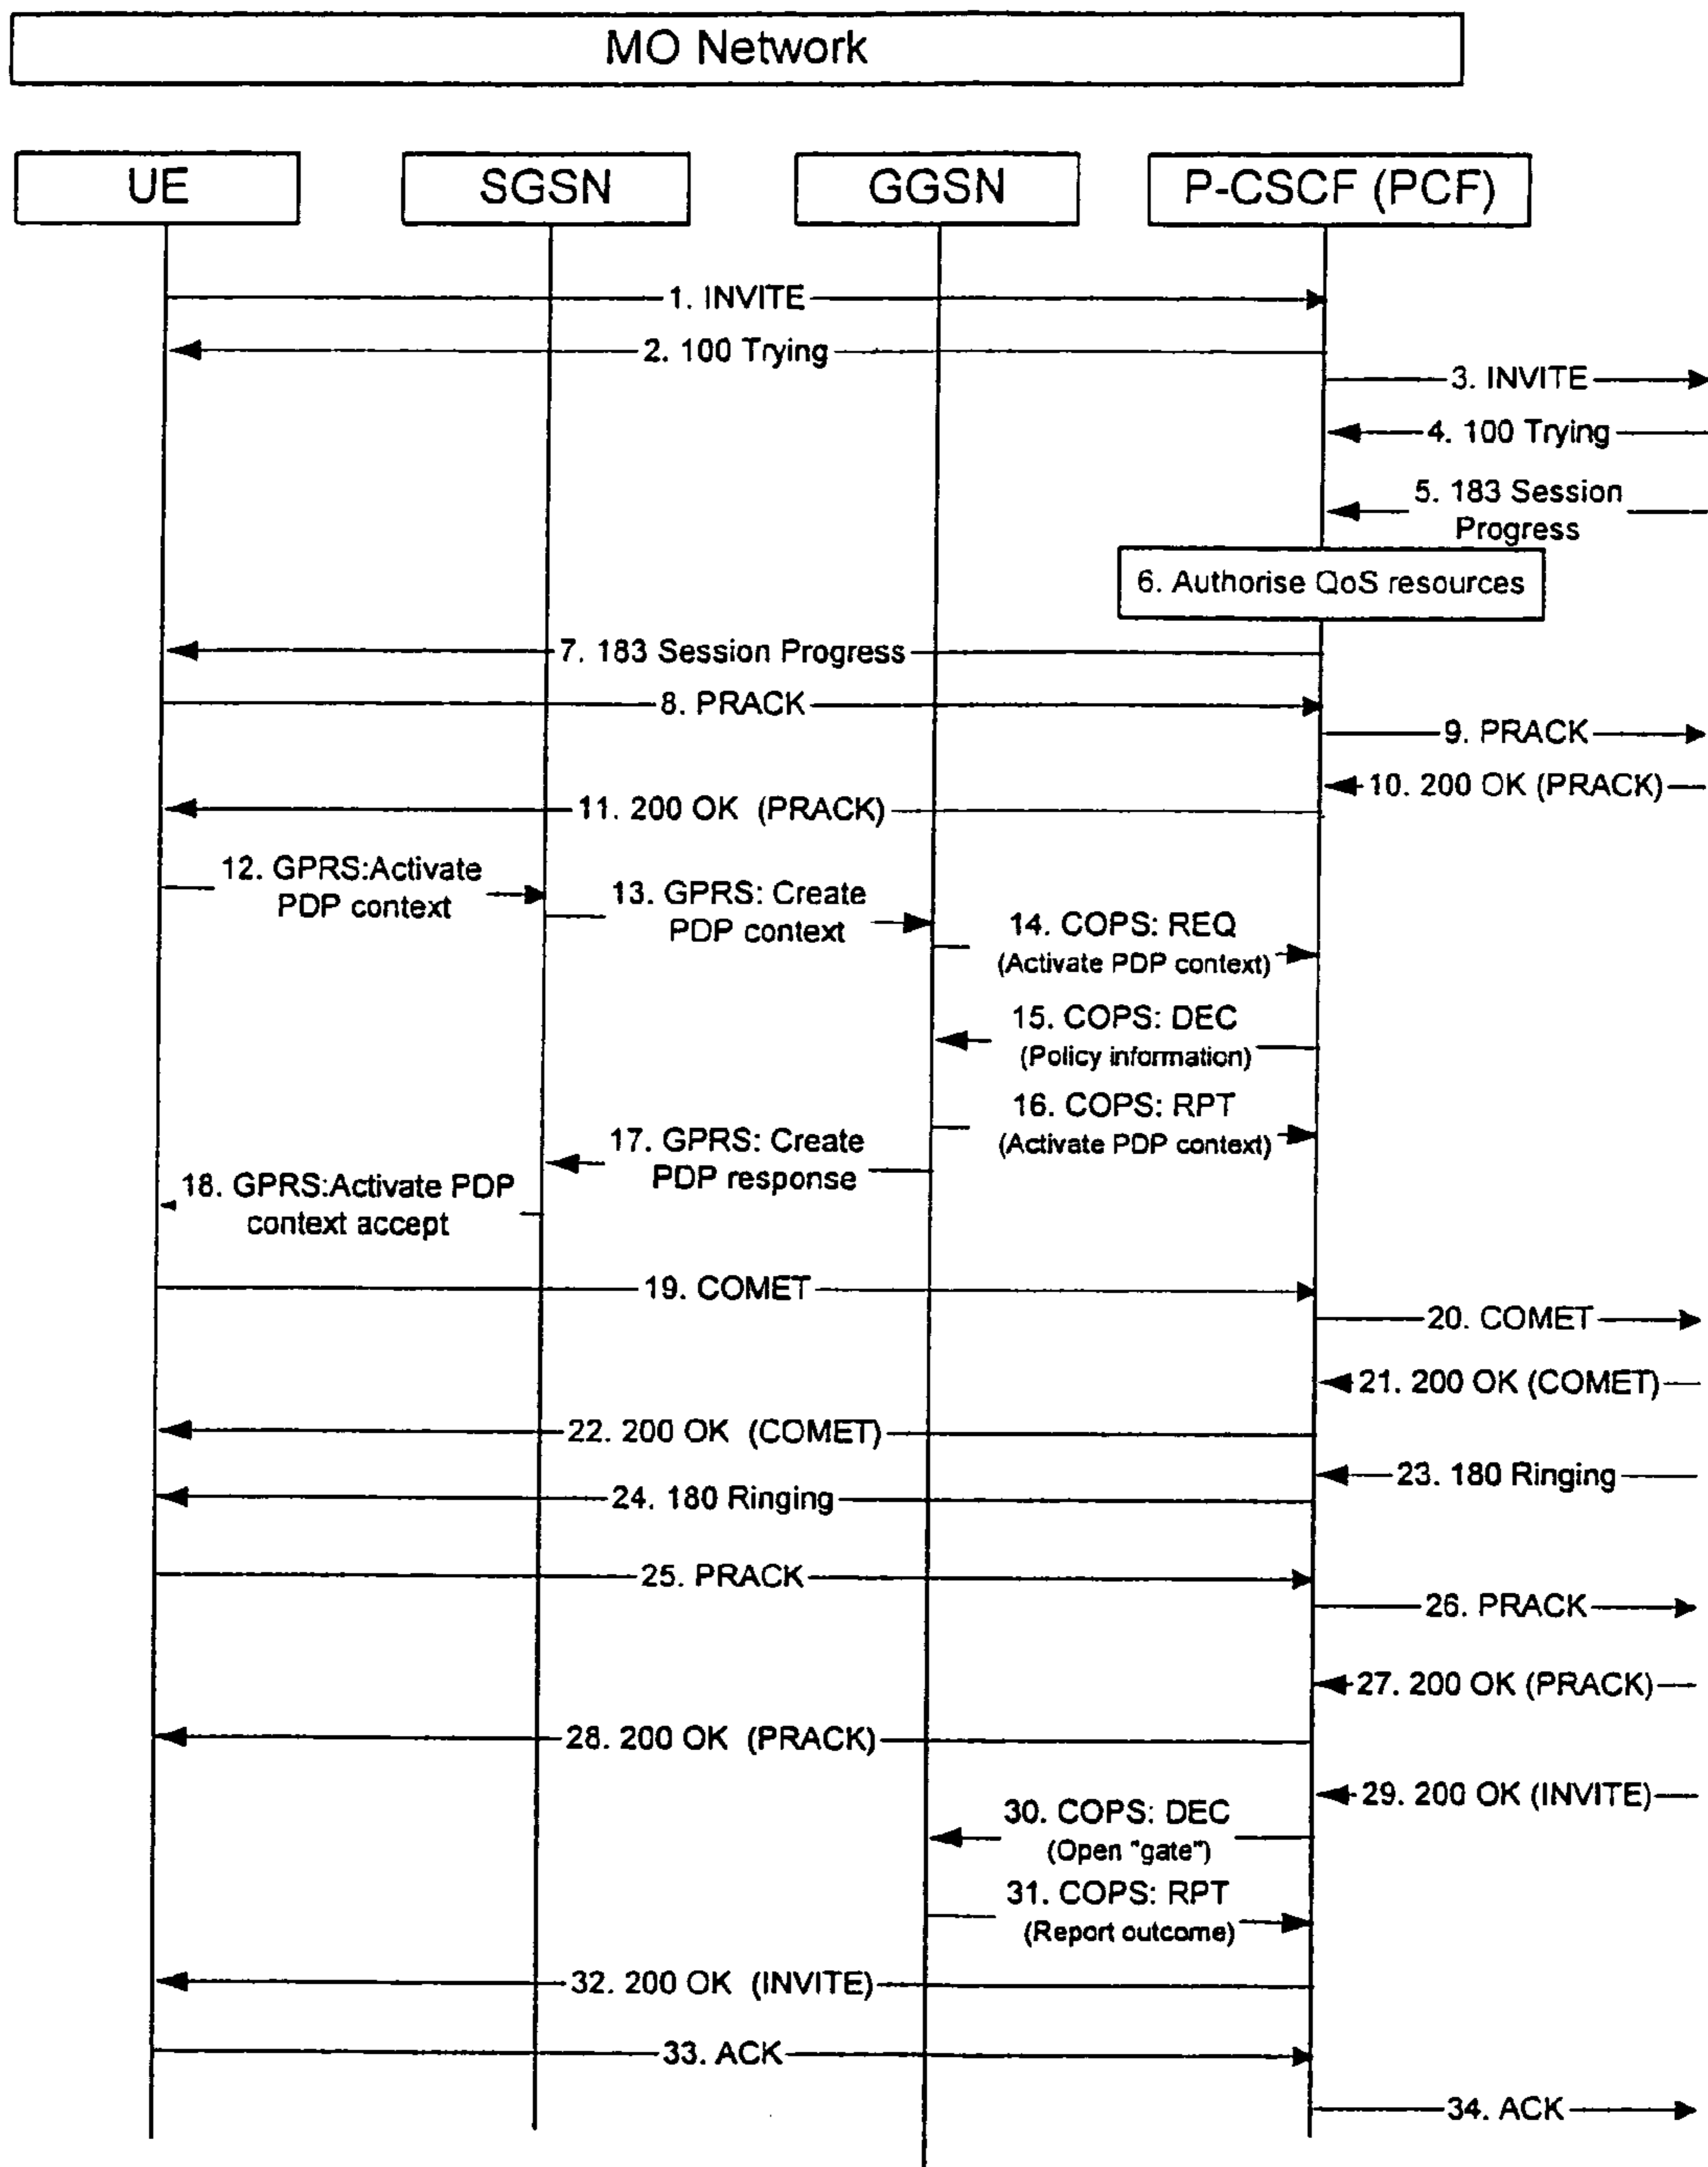 MO Network
UE
SGSN
GGSN
P-CSCF (PCF)
1. INVITE
2. 100 Trying
3. INVITE
4. 100 Trying
5. 183 Session
Progress
6. Authorise QoS resources
7. 183 Session Progress
8. PRACK
9. PRACK
10. 200 OK (PRACK)
11. 200 OK (PRACK)
12. GPRS:Activate
PDP context
13. GPRS: Create
PDP context
14. COPS: REQ
(Activate PDP context)
15. COPS: DEC
(Policy information)
16. COPS: RPT
(Activate PDP context)
17. GPRS: Create
PDP response
18. GPRS:Activate PDP
context accept
19. COMET
20. COMET
21. 200 OK (COMET)
22. 200 OK (COMET)
23. 180 Ringing
24. 180 Ringing
25. PRACK
26. PRACK
27. 200 OK (PRACK)
28. 200 OK (PRACK)
29. 200 OK (INVITE)
30. COPS: DEC
(Open "gate")
31. COPS: RPT
(Report outcome)
32. 200 OK (INVITE)
33. ACK
34. ACK